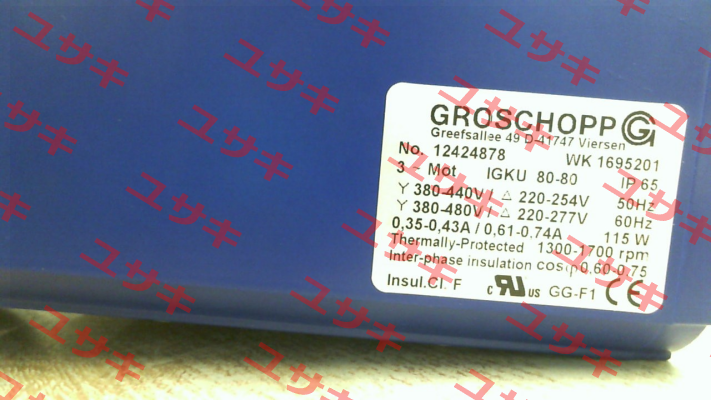 GROSCHOPP G
Greefsallee 49 D-41747 Viersen
No. 12424878 WK 1695201
3 ~ Mot IGKU 80-80 IP 65
Y 380-440V / △ 220-254V 50Hz
Y 380-480V / △ 220-277V 60Hz
0,35-0,43A / 0,61-0,74A 115 W
Thermally-Protected 1300-1700 rpm
Inter-phase insulation cosφ 0.60-0.75
Insul.Cl. F c RU US GG-F1 CE
ユサキ